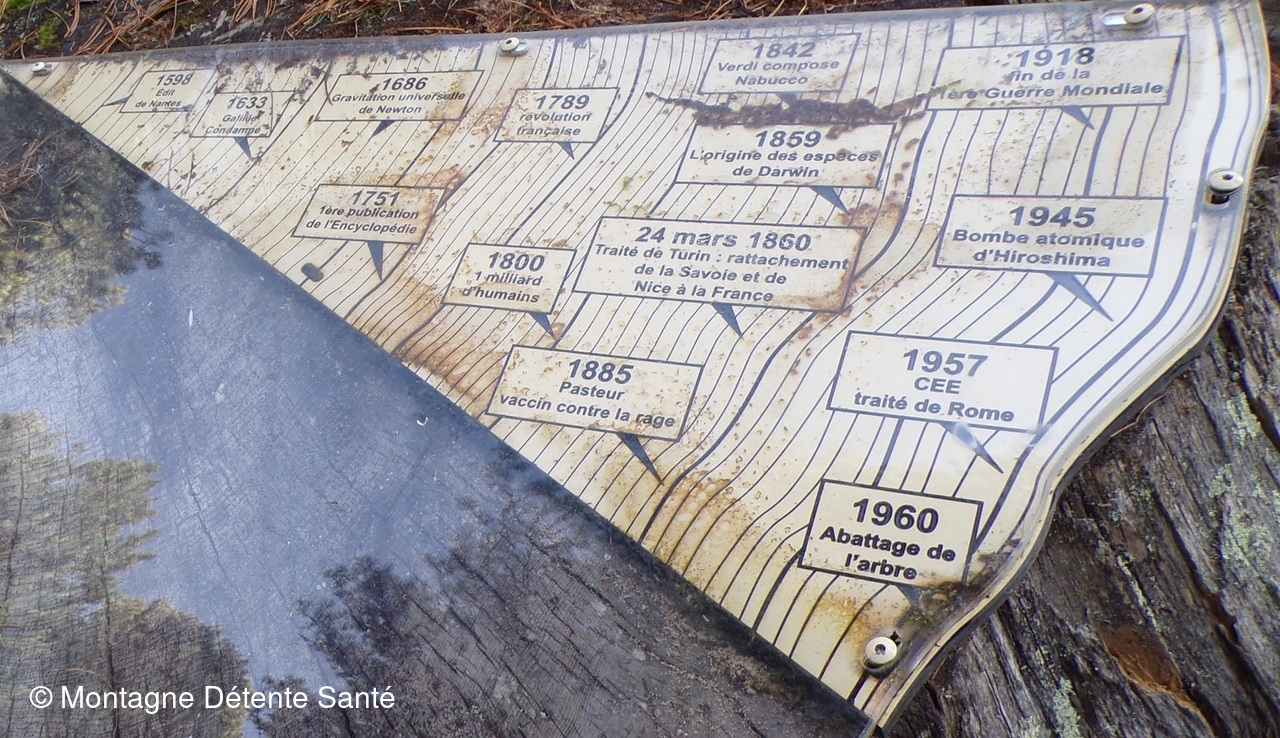 1598
Edit
de Nantes
1633
Galilée
Condamné
1686
Gravitation universelle
de Newton
1789
révolution
française
1842
Verdi compose
Nabucco
1918
fin de la
1ère Guerre Mondiale
1859
L'origine des espèces
de Darwin
1751
1ère publication
de l'Encyclopédie
1800
1 milliard
d'humains
24 mars 1860
Traité de Turin : rattachement
de la Savoie et de
Nice à la France
1945
Bombe atomique
d'Hiroshima
1885
Pasteur
vaccin contre la rage
1957
CEE
traité de Rome
1960
Abattage de
l'arbre
© Montagne Détente Santé